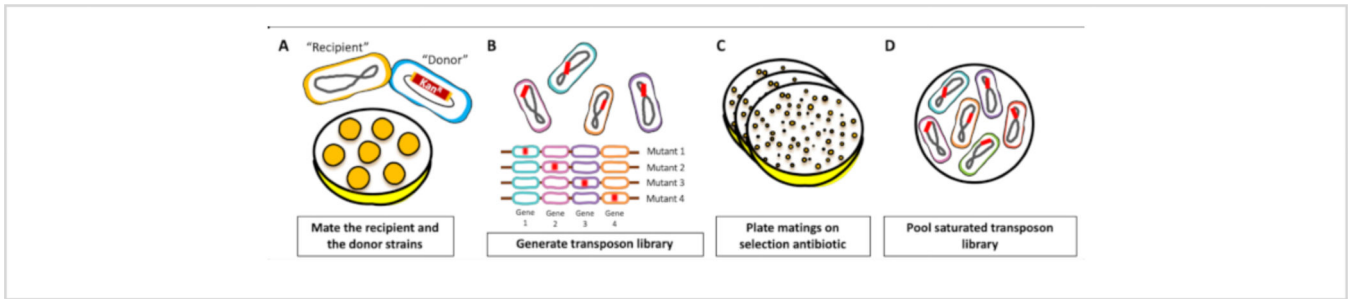 A
"Recipient"
"Donor"
Kanᴿ
Mate the recipient and
the donor strains
B
Mutant 1
Mutant 2
Mutant 3
Mutant 4
Gene
1
Gene
2
Gene
3
Gene
4
Generate transposon library
C
Plate matings on
selection antibiotic
D
Pool saturated transposon
library